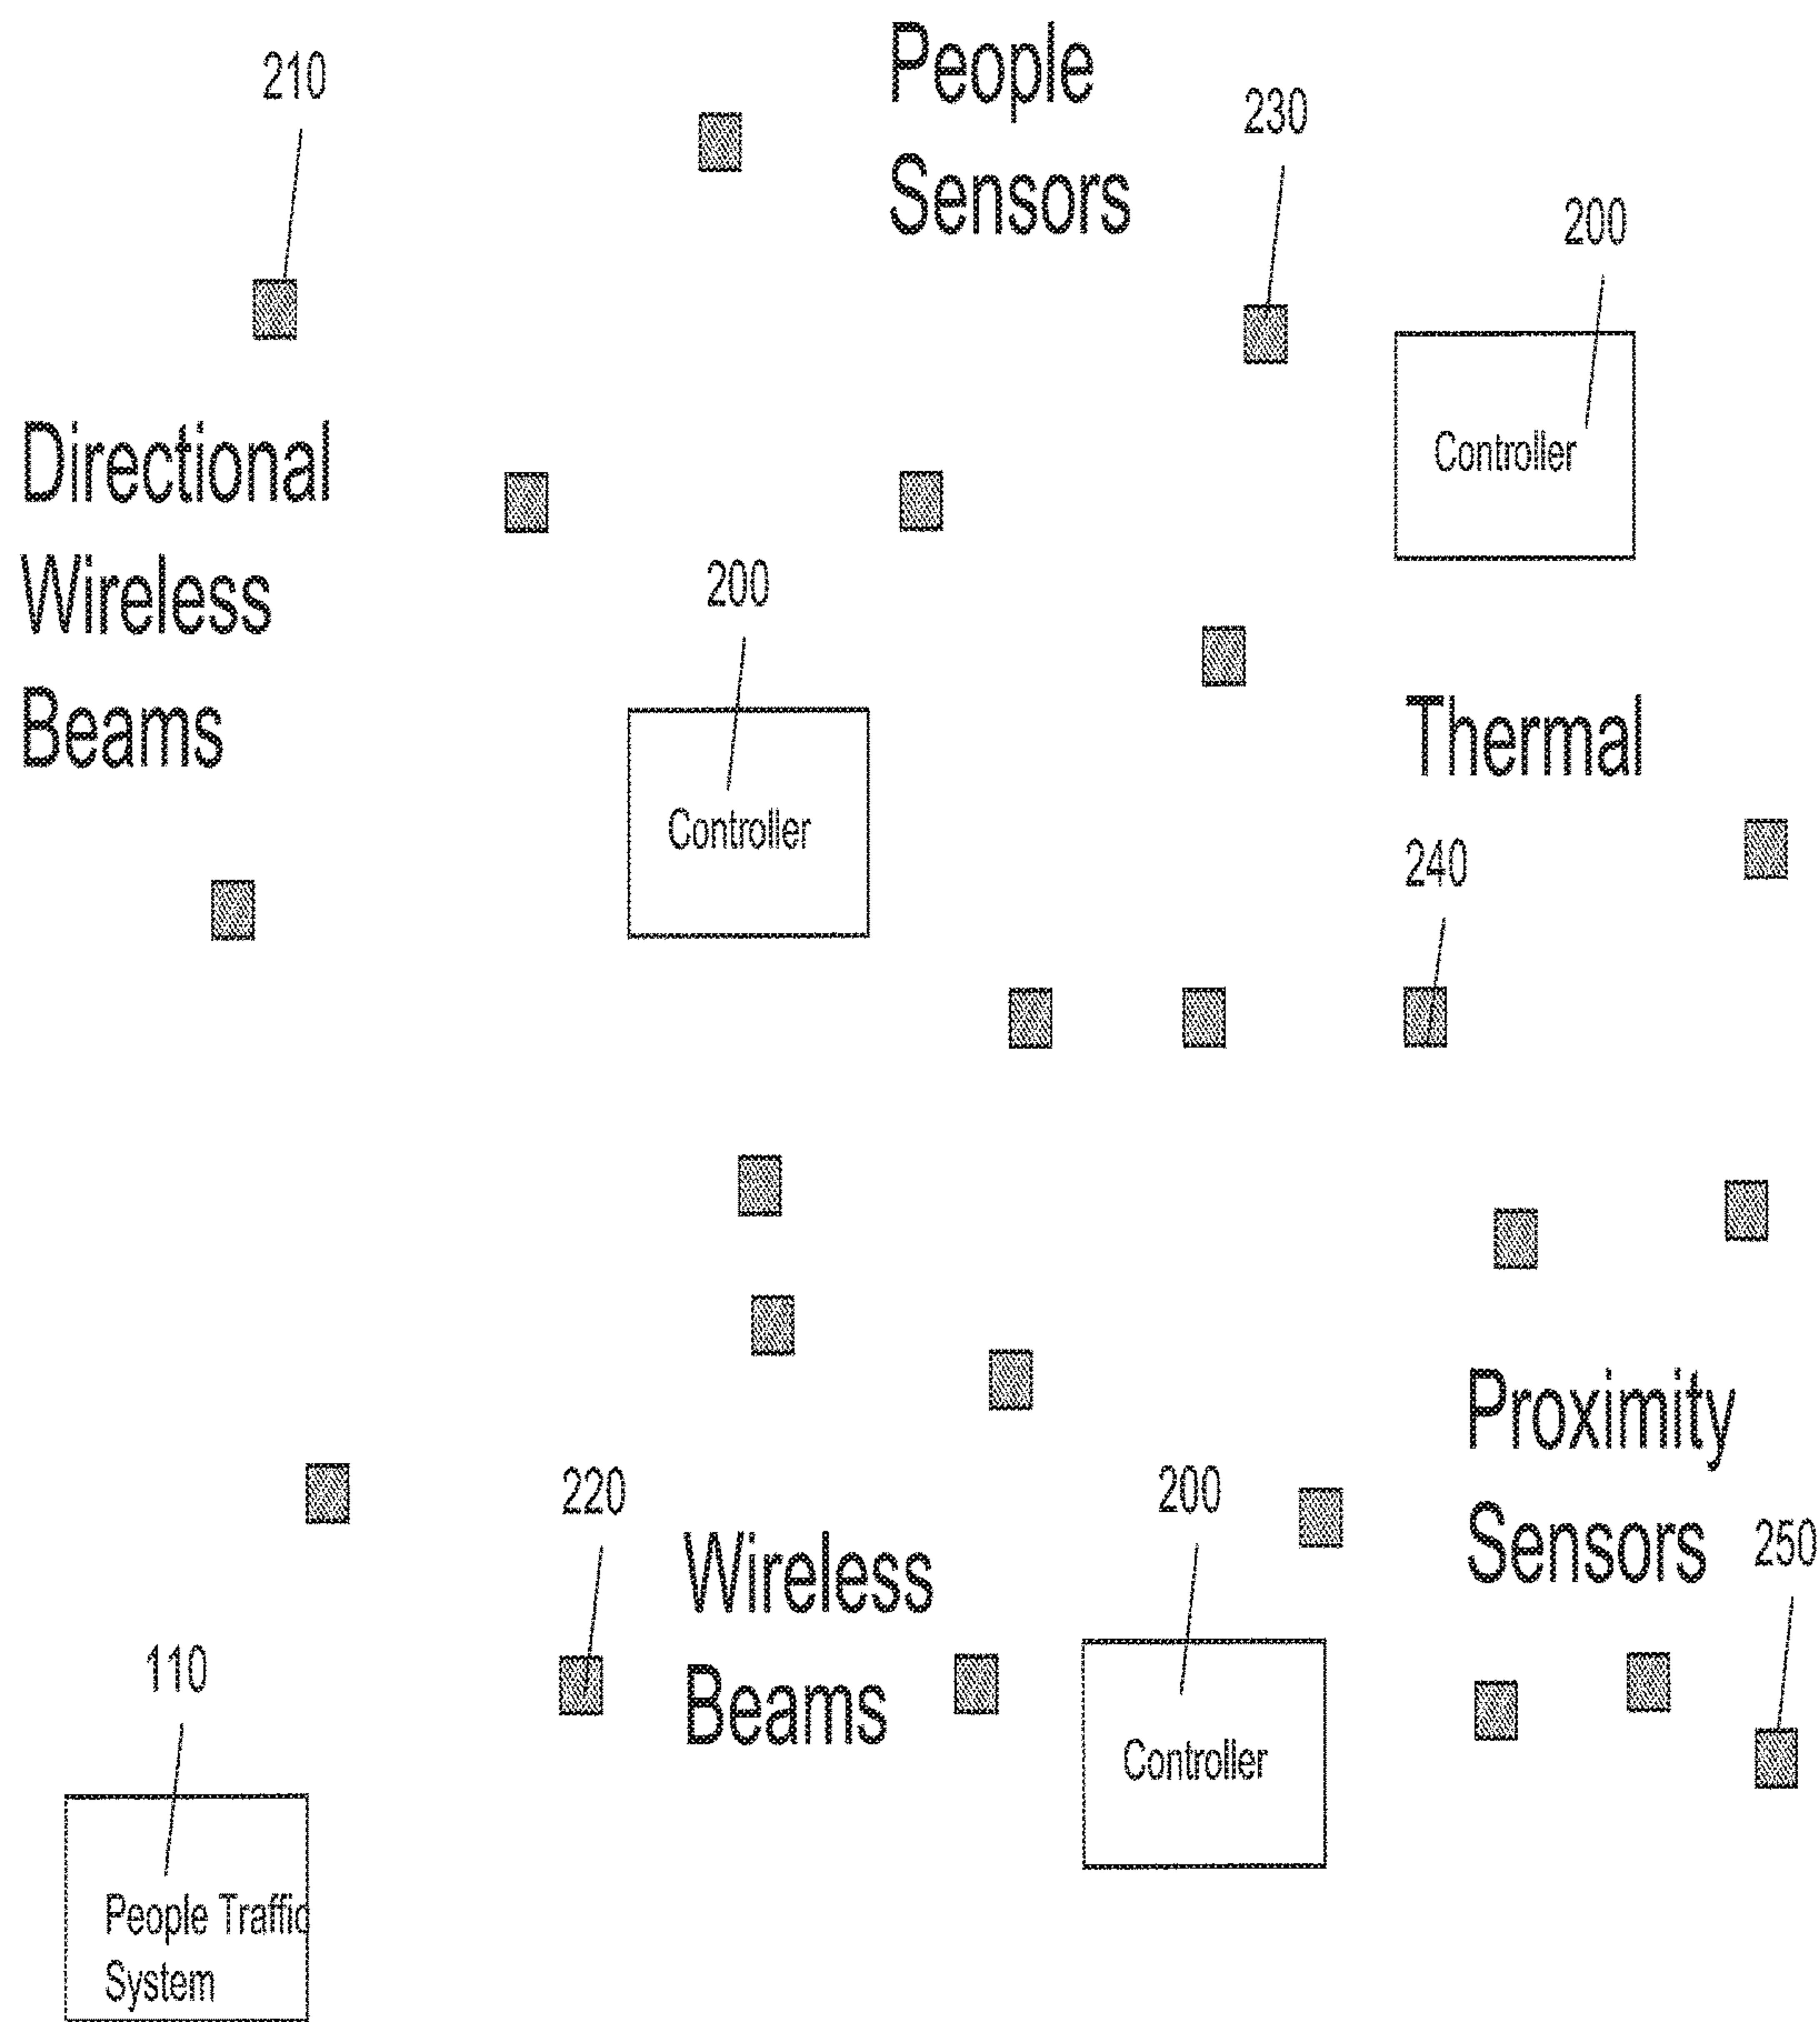 210
People
Sensors
230
200
Directional
Wireless
Beams
Controller
200
Controller
Thermal
240
Proximity
Sensors
220
Wireless
Beams
200
250
110
Controller
People Traffic
System